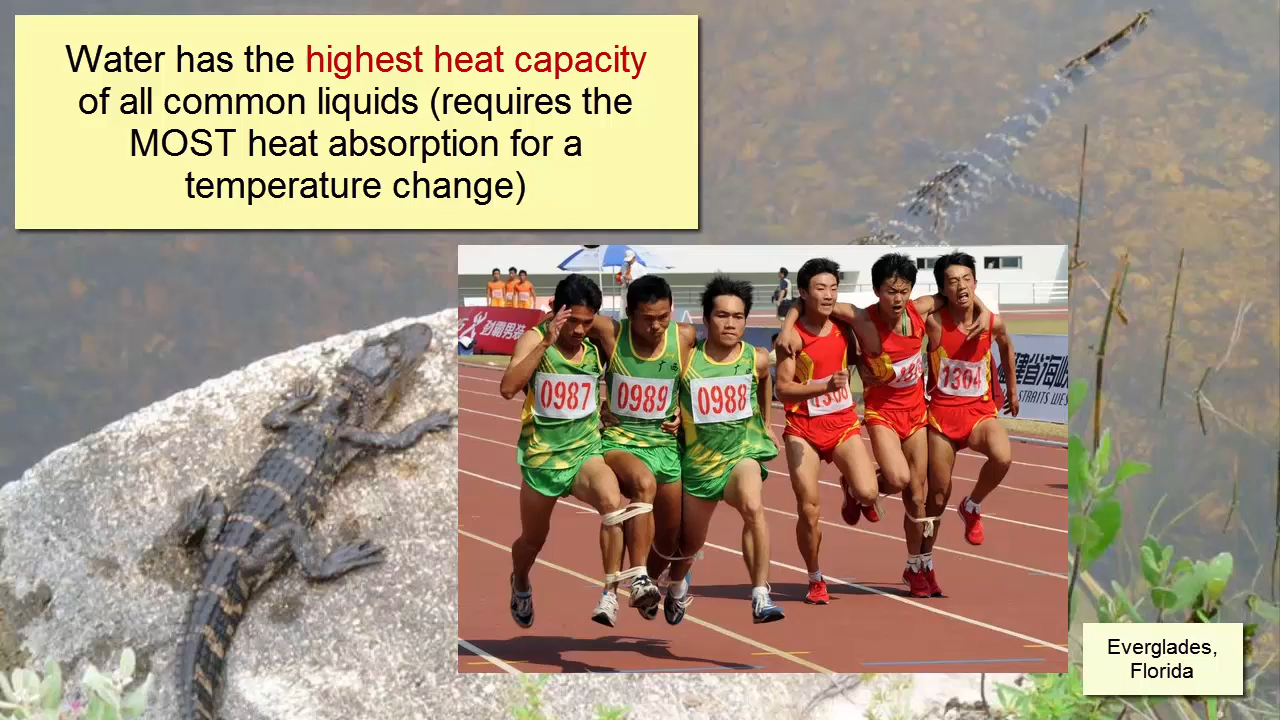 Water has the highest heat capacity
of all common liquids (requires the
MOST heat absorption for a
temperature change)
0987
0989
0988
1304
Everglades,
Florida